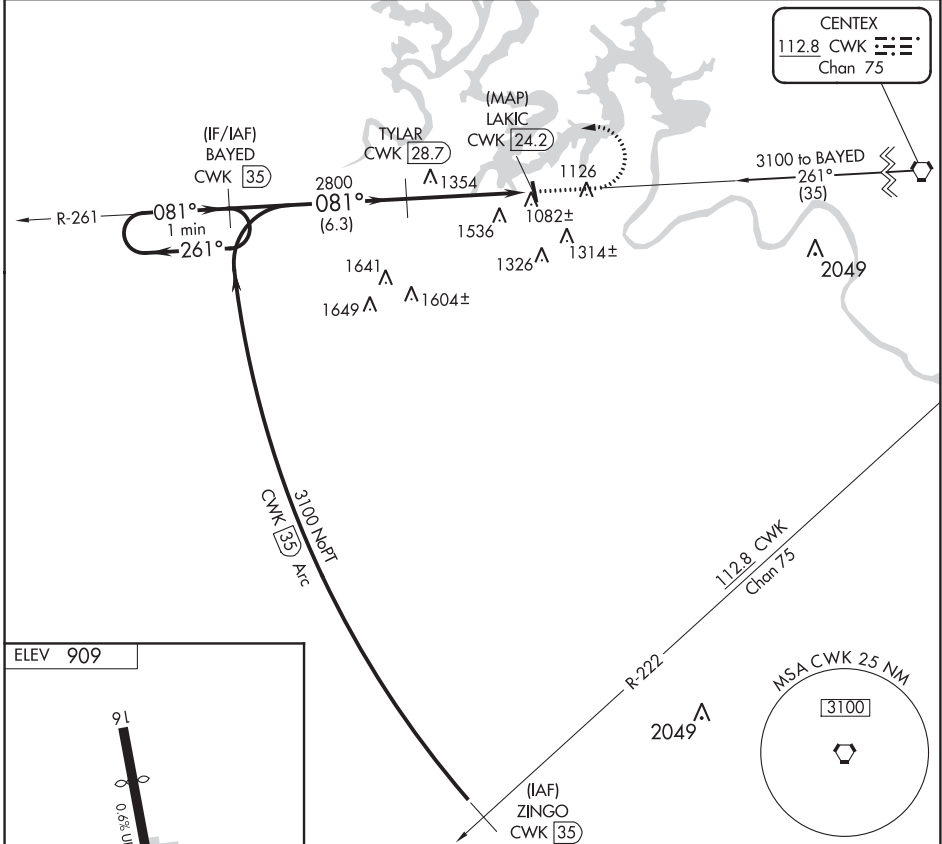 CENTEX
112.8 CWK
Chan 75
(MAP)
LAKIC
CWK 24.2
(IF/IAF)
BAYED
CWK 35
TYLAR
CWK 28.7
1354
1126
3100 to BAYED
261°
(35)
R-261
081°
1 min
261°
2800
081°
(6.3)
1536
1082±
1326
1314±
2049
1641
1649
1604±
3100 NoPT
CWK 35 Arc
112.8 CWK
Chan 75
R-222
ELEV 909
16
0.6% U
2049
MSA CWK 25 NM
3100
(IAF)
ZINGO
CWK 35